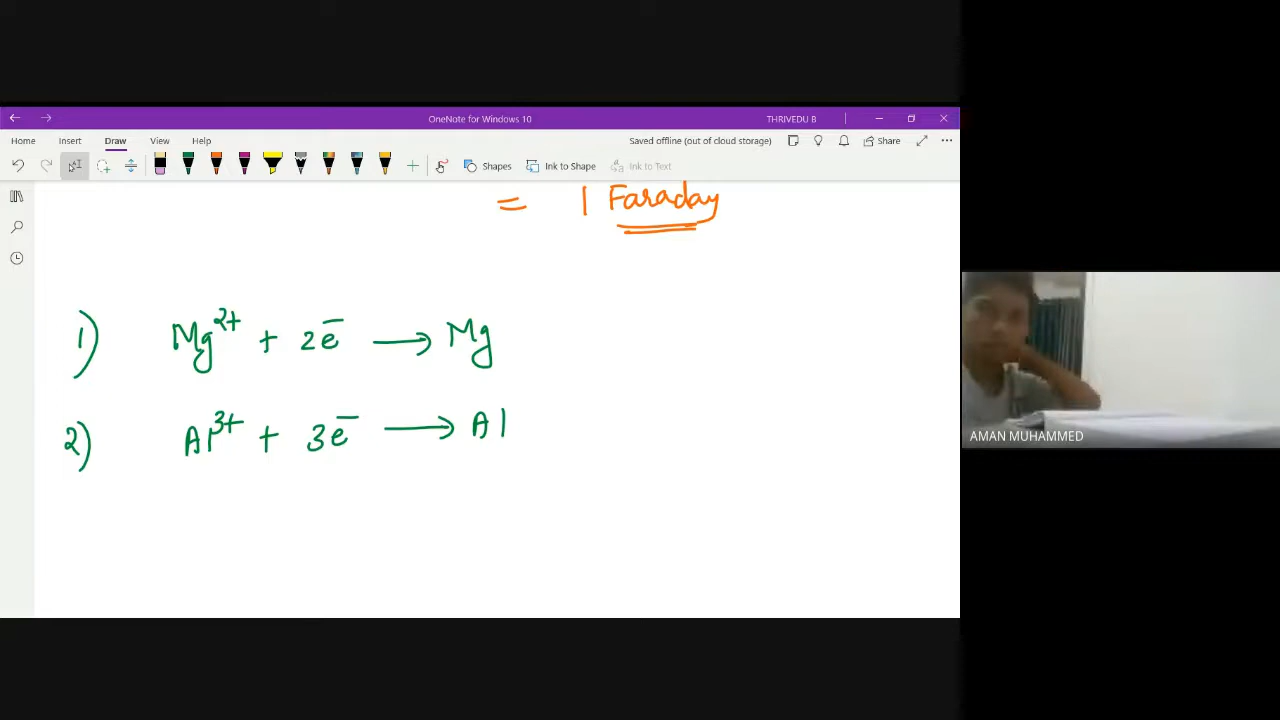 OneNote for Windows 10
THRIVEDU B
Home Insert Draw View Help
Saved offline (out of cloud storage)
Share
Shapes Ink to Shape Ink to Text
= 1 Faraday
1) Mg²⁺ + 2e⁻ ⟶ Mg
2) Al³⁺ + 3e⁻ ⟶ Al
AMAN MUHAMMED